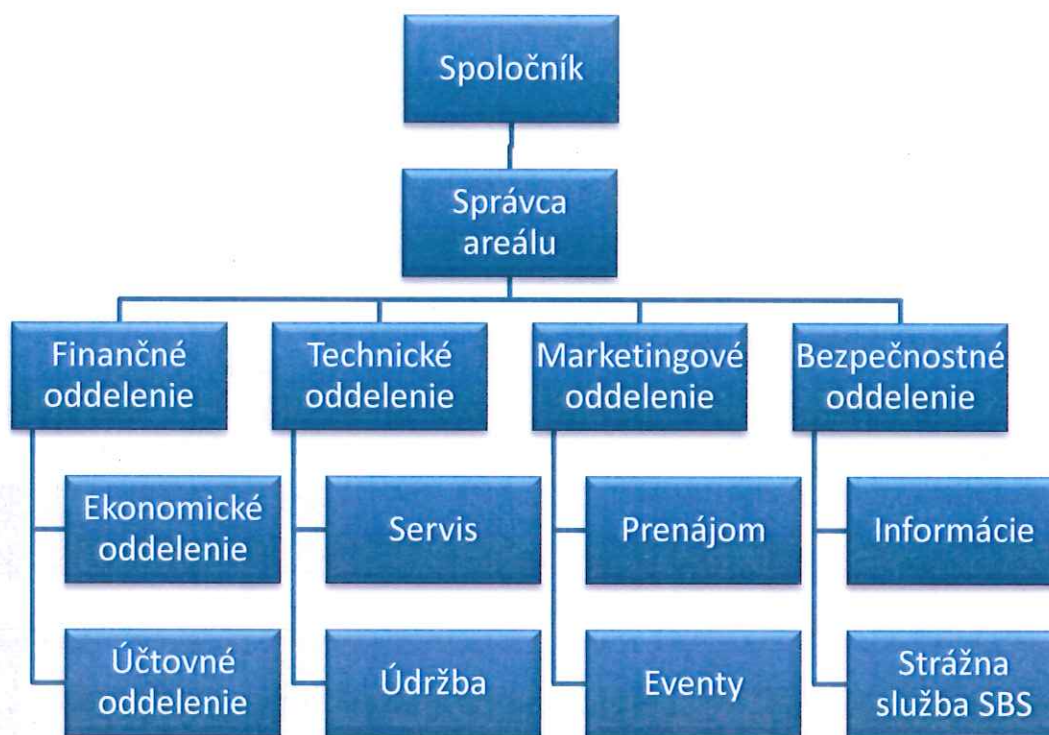 Spoločník
Správca
areálu
Finančné
oddelenie
Technické
oddelenie
Marketingové
oddelenie
Bezpečnostné
oddelenie
Ekonomické
oddelenie
Servis
Prenájom
Informácie
Účtovné
oddelenie
Údržba
Eventy
Strážna
služba SBS